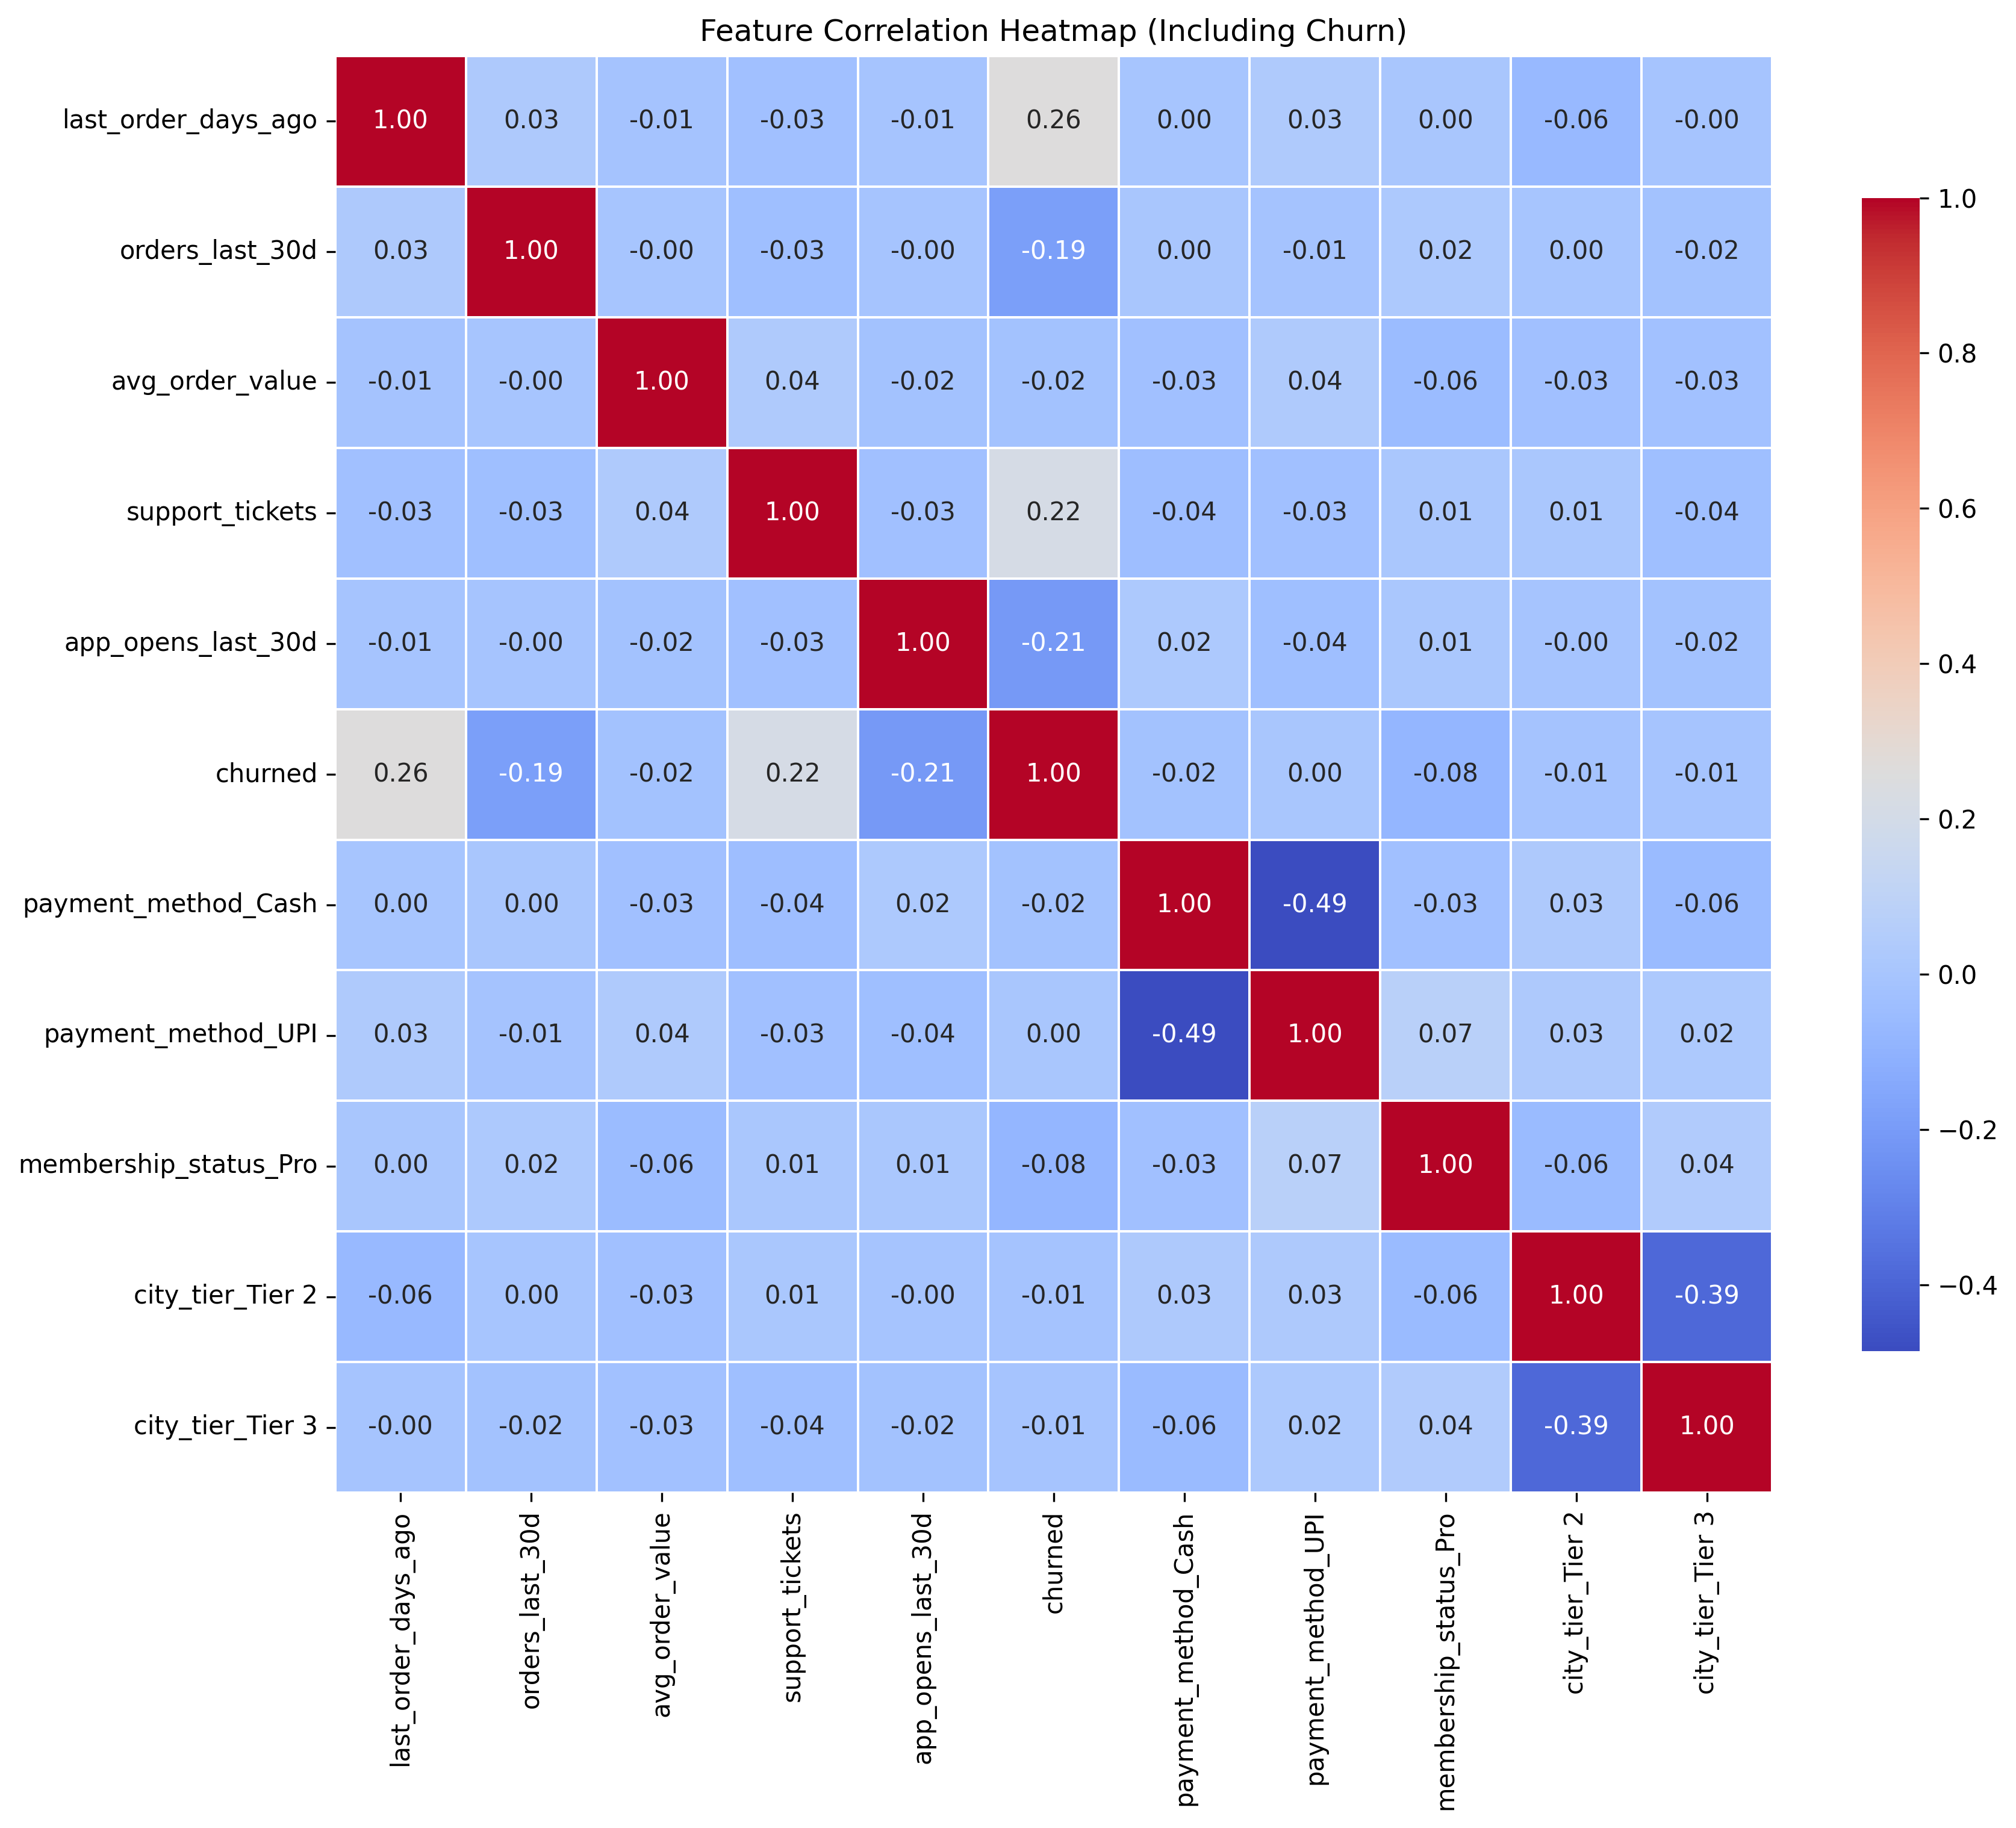 Feature Correlation Heatmap (Including Churn)
last_order_days_ago 1.00 0.03 -0.01 -0.03 -0.01 0.26 0.00 0.03 0.00 -0.06 -0.00
orders_last_30d 0.03 1.00 -0.00 -0.03 -0.00 -0.19 0.00 -0.01 0.02 0.00 -0.02
avg_order_value -0.01 -0.00 1.00 0.04 -0.02 -0.02 -0.03 0.04 -0.06 -0.03 -0.03
support_tickets -0.03 -0.03 0.04 1.00 -0.03 0.22 -0.04 -0.03 0.01 0.01 -0.04
app_opens_last_30d -0.01 -0.00 -0.02 -0.03 1.00 -0.21 0.02 -0.04 0.01 -0.00 -0.02
churned 0.26 -0.19 -0.02 0.22 -0.21 1.00 -0.02 0.00 -0.08 -0.01 -0.01
payment_method_Cash 0.00 0.00 -0.03 -0.04 0.02 -0.02 1.00 -0.49 -0.03 0.03 -0.06
payment_method_UPI 0.03 -0.01 0.04 -0.03 -0.04 0.00 -0.49 1.00 0.07 0.03 0.02
membership_status_Pro 0.00 0.02 -0.06 0.01 0.01 -0.08 -0.03 0.07 1.00 -0.06 0.04
city_tier_Tier 2 -0.06 0.00 -0.03 0.01 -0.00 -0.01 0.03 0.03 -0.06 1.00 -0.39
city_tier_Tier 3 -0.00 -0.02 -0.03 -0.04 -0.02 -0.01 -0.06 0.02 0.04 -0.39 1.00
last_order_days_ago
orders_last_30d
avg_order_value
support_tickets
app_opens_last_30d
churned
payment_method_Cash
payment_method_UPI
membership_status_Pro
city_tier_Tier 2
city_tier_Tier 3
1.0
0.8
0.6
0.4
0.2
0.0
−0.2
−0.4